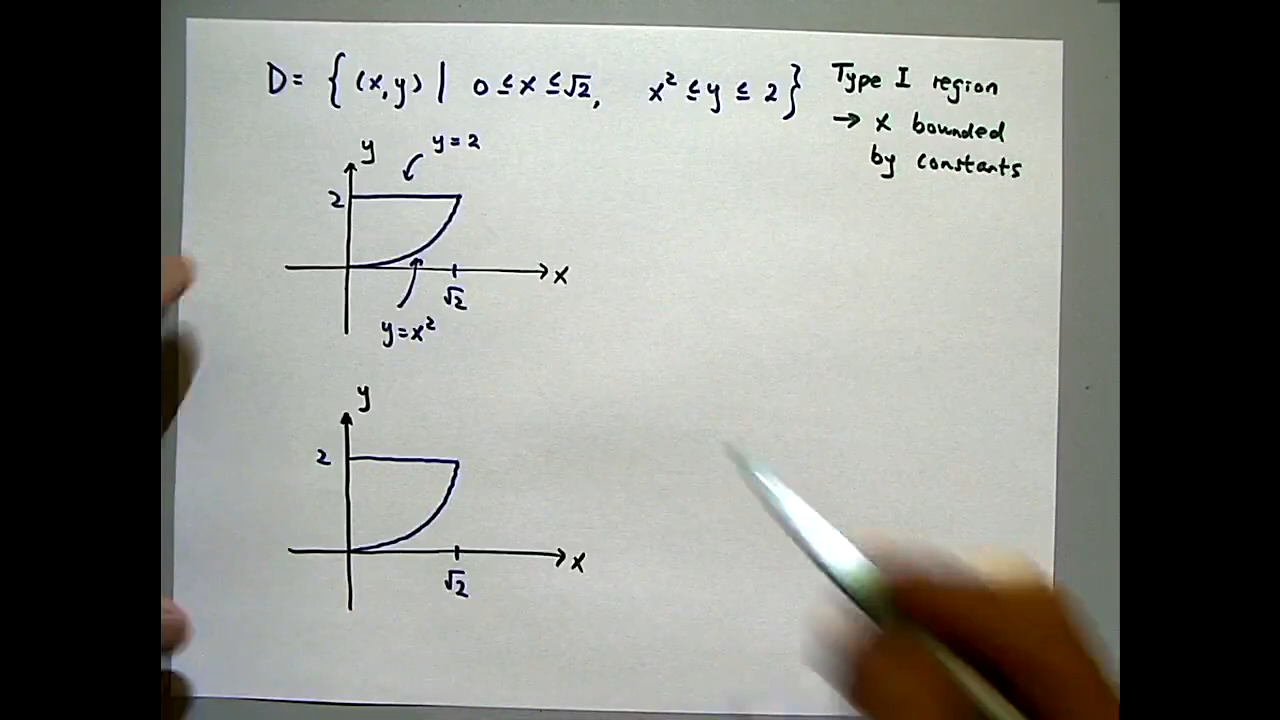 D = { (x,y) | 0 ≤ x ≤ √2, x² ≤ y ≤ 2 }
Type I region
→ x bounded
by constants
y
y = 2
2
x
√2
y = x²
y
2
x
√2